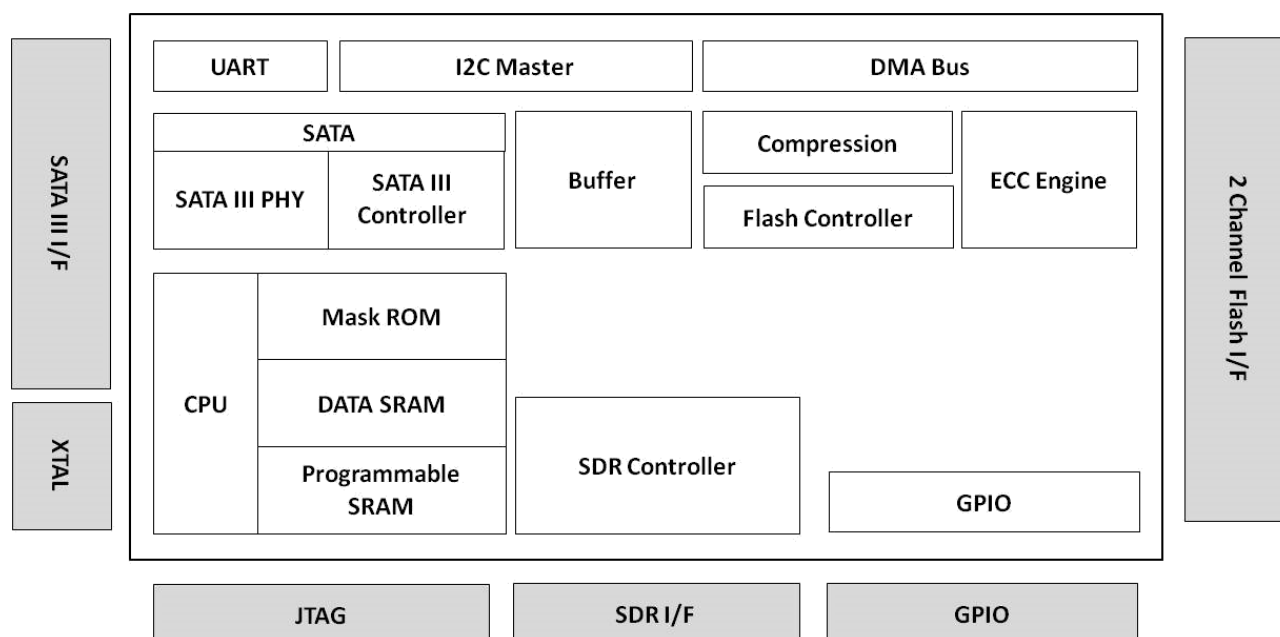 UART
I2C Master
DMA Bus
SATA
SATA III PHY
SATA III
Controller
Buffer
Compression
Flash Controller
ECC Engine
SATA III I/F
XTAL
2 Channel Flash I/F
CPU
Mask ROM
DATA SRAM
Programmable
SRAM
SDR Controller
GPIO
JTAG
SDR I/F
GPIO